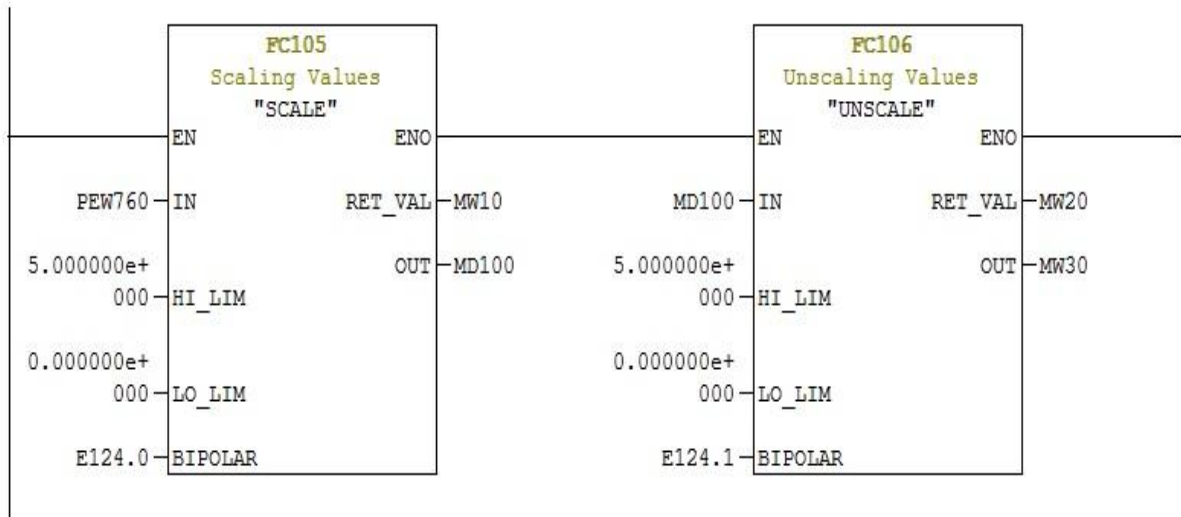 FC105
Scaling Values
"SCALE"
EN ENO
PEW760 IN RET_VAL MW10
5.000000e+ OUT MD100
000 HI_LIM
0.000000e+
000 LO_LIM
E124.0 BIPOLAR
FC106
Unscaling Values
"UNSCALE"
EN ENO
MD100 IN RET_VAL MW20
5.000000e+ OUT MW30
000 HI_LIM
0.000000e+
000 LO_LIM
E124.1 BIPOLAR